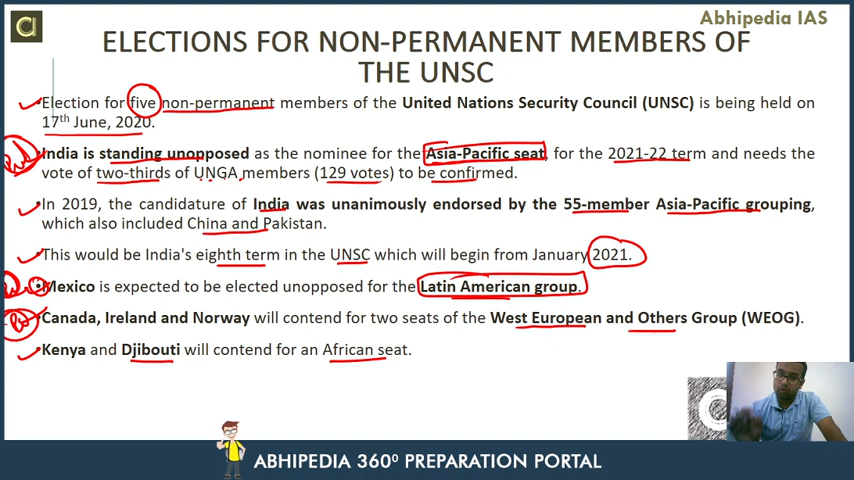 Abhipedia IAS
ELECTIONS FOR NON-PERMANENT MEMBERS OF
THE UNSC
Election for five non-permanent members of the United Nations Security Council (UNSC) is being held on
17th June, 2020.
India is standing unopposed as the nominee for the Asia-Pacific seat, for the 2021-22 term and needs the
vote of two-thirds of UNGA members (129 votes) to be confirmed.
In 2019, the candidature of India was unanimously endorsed by the 55-member Asia-Pacific grouping,
which also included China and Pakistan.
This would be India's eighth term in the UNSC which will begin from January 2021.
•Mexico is expected to be elected unopposed for the Latin American group.
Canada, Ireland and Norway will contend for two seats of the West European and Others Group (WEOG).
Kenya and Djibouti will contend for an African seat.
ABHIPEDIA 360⁰ PREPARATION PORTAL